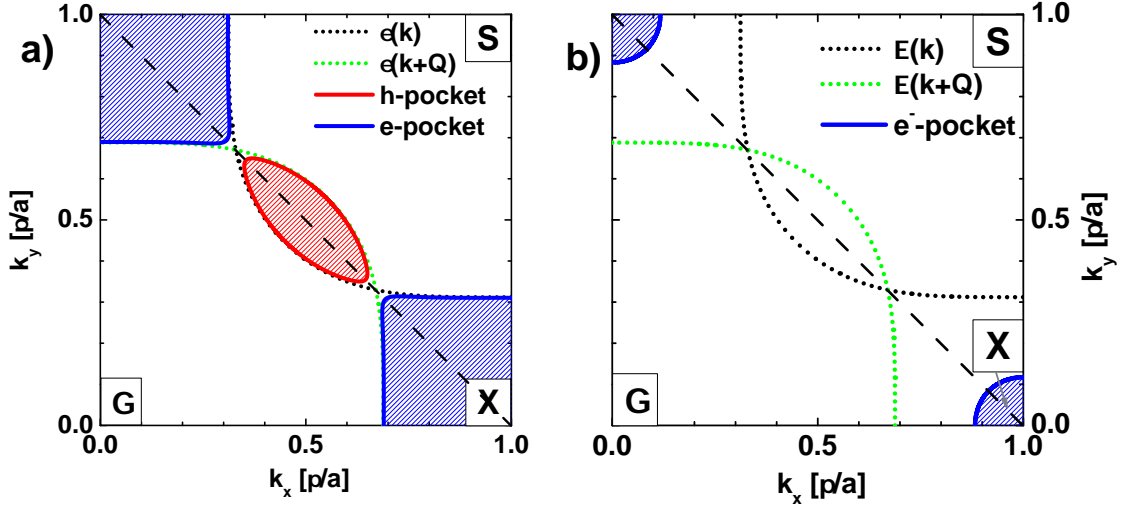 a)
S
ϵ(k)
ϵ(k+Q)
h-pocket
e-pocket
G
X
1.0
0.5
0.0
k_y [p/a]
0.0 0.5 1.0
k_x [p/a]
b)
S
E(k)
E(k+Q)
e⁻-pocket
G
X
1.0
0.5
0.0
k_y [p/a]
0.0 0.5 1.0
k_x [p/a]